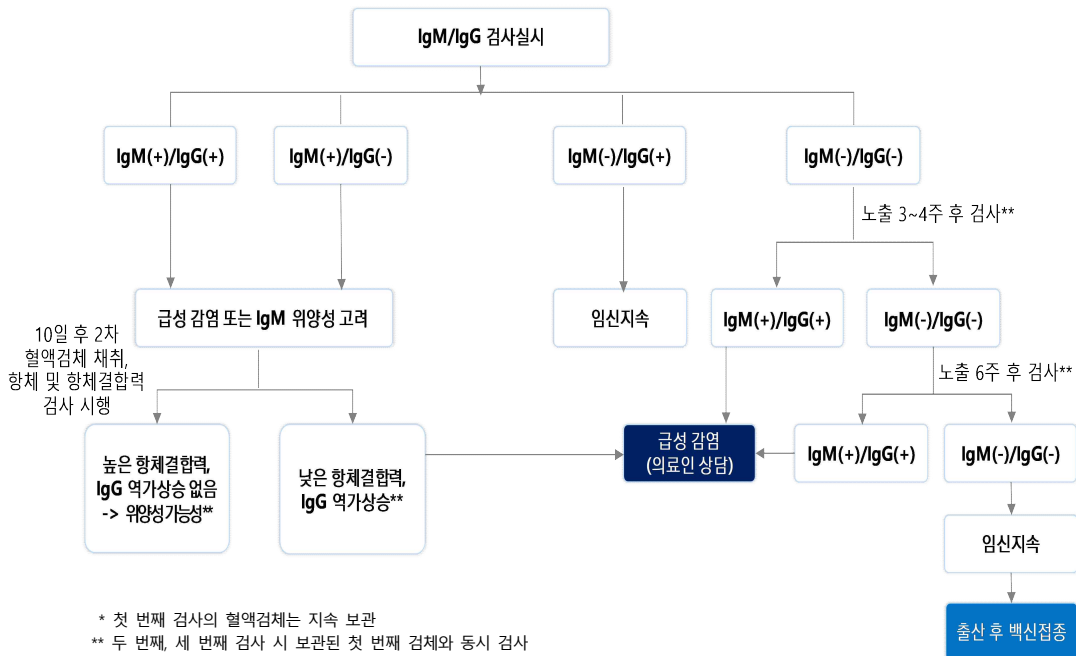 IgM/IgG 검사실시
IgM(+)/IgG(+)
IgM(+)/IgG(-)
IgM(-)/IgG(+)
IgM(-)/IgG(-)
노출 3~4주 후 검사**
급성 감염 또는 IgM 위양성 고려
임신지속
IgM(+)/IgG(+)
IgM(-)/IgG(-)
10일 후 2차
혈액검체 채취,
항체 및 항체결합력
검사 시행
노출 6주 후 검사**
높은 항체결합력,
IgG 역가상승 없음
-> 위양성가능성**
낮은 항체결합력,
IgG 역가상승**
급성 감염
(의료인 상담)
IgM(+)/IgG(+)
IgM(-)/IgG(-)
임신지속
출산 후 백신접종
* 첫 번째 검사의 혈액검체는 지속 보관
** 두 번째, 세 번째 검사 시 보관된 첫 번째 검체와 동시 검사